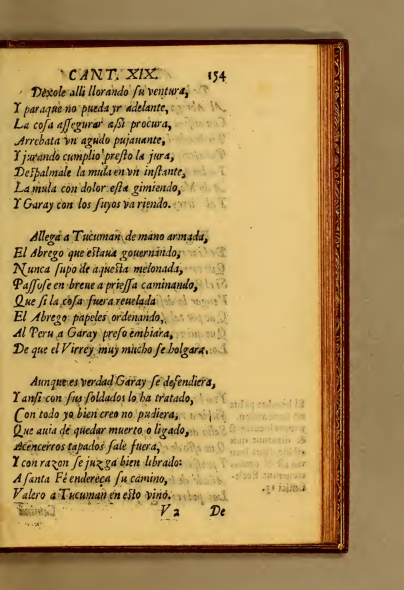 CANT. XIX. 154
Dexole alli llorando su ventura,
Y paraque no pueda yr adelante,
La cosa assegurar assi procura,
Arrebata vn agudo pujauante,
Y jurando cumplio presto la jura,
Despalmale la mula en vn instante,
La mula con dolor esta gimiendo,
Y Garay con los suyos va riendo.
Allega a Tucuman de mano armada,
El Abrego que estaua gouernando,
Nunca supo de aquesta melonada,
Passose en breue a priessa caminando,
Que si la cosa fuera reuelada
El Abrego papeles ordenando,
Al Peru a Garay preso embiara,
De que el Virrey muy mucho se holgara.
Aunque es verdad Garay se defendiera,
Y ansi con sus soldados lo ha tratado,
Con todo yo bien creo no pudiera,
Que auia de quedar muerto o ligado,
Acencerros tapados sale fuera,
Y con razon se juzga bien librado:
A santa Fé endereça su camino,
Valero a Tucuman en esto vino.
V 2 De